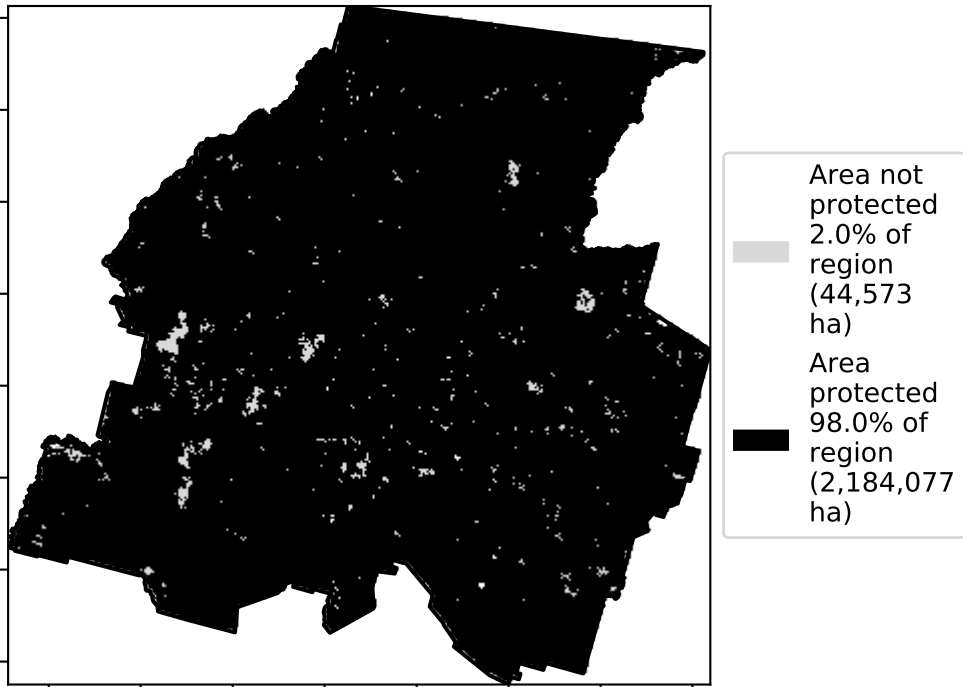 Area not
protected
2.0% of
region
(44,573
ha)
Area
protected
98.0% of
region
(2,184,077
ha)